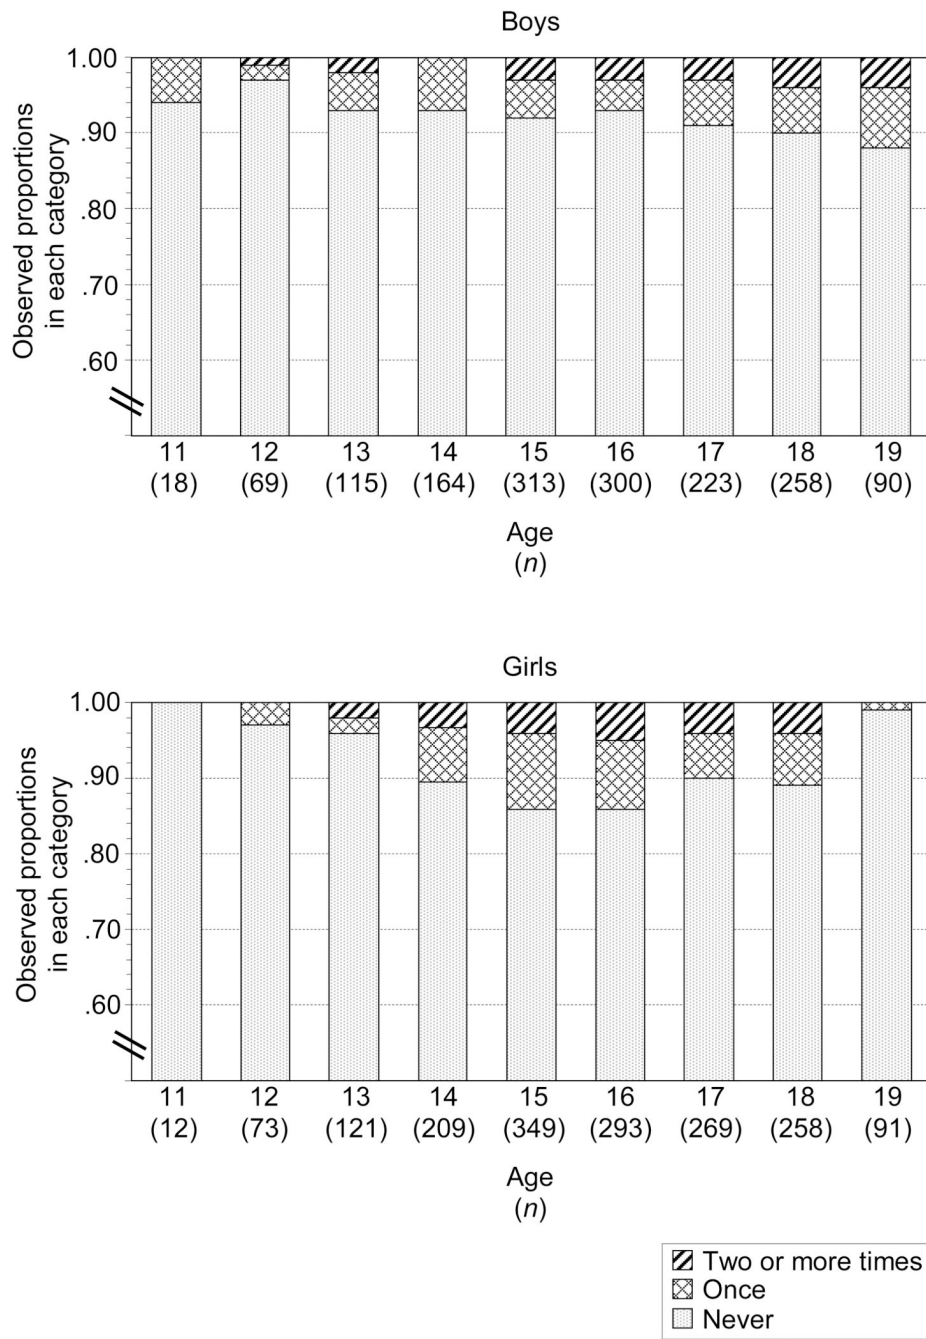 Boys
Observed proportions
in each category
1.00
.90
.80
.70
.60
11 12 13 14 15 16 17 18 19
(18) (69) (115) (164) (313) (300) (223) (258) (90)
Age
(n)
Girls
Observed proportions
in each category
1.00
.90
.80
.70
.60
11 12 13 14 15 16 17 18 19
(12) (73) (121) (209) (349) (293) (269) (258) (91)
Age
(n)
Two or more times
Once
Never